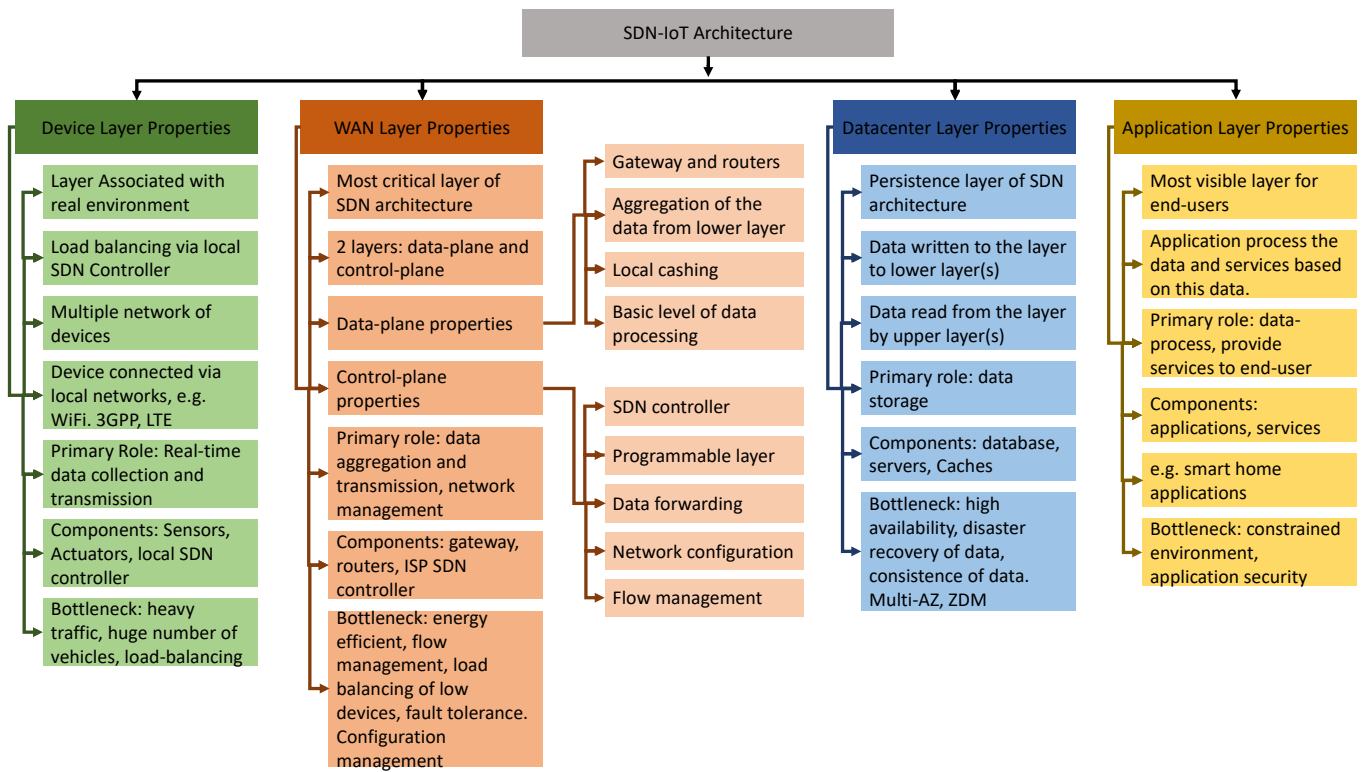 SDN-IoT Architecture
Device Layer Properties
Layer Associated with
real environment
Load balancing via local
SDN Controller
Multiple network of
devices
Device connected via
local networks, e.g.
WiFi. 3GPP, LTE
Primary Role: Real-time
data collection and
transmission
Components: Sensors,
Actuators, local SDN
controller
Bottleneck: heavy
traffic, huge number of
vehicles, load-balancing
WAN Layer Properties
Most critical layer of
SDN architecture
2 layers: data-plane and
control-plane
Data-plane properties
Control-plane
properties
Primary role: data
aggregation and
transmission, network
management
Components: gateway,
routers, ISP SDN
controller
Bottleneck: energy
efficient, flow
management, load
balancing of low
devices, fault tolerance.
Configuration
management
Gateway and routers
Aggregation of the
data from lower layer
Local cashing
Basic level of data
processing
SDN controller
Programmable layer
Data forwarding
Network configuration
Flow management
Datacenter Layer Properties
Persistence layer of SDN
architecture
Data written to the layer
to lower layer(s)
Data read from the layer
by upper layer(s)
Primary role: data
storage
Components: database,
servers, Caches
Bottleneck: high
availability, disaster
recovery of data,
consistence of data.
Multi-AZ, ZDM
Application Layer Properties
Most visible layer for
end-users
Application process the
data and services based
on this data.
Primary role: data-
process, provide
services to end-user
Components:
applications, services
e.g. smart home
applications
Bottleneck: constrained
environment,
application security